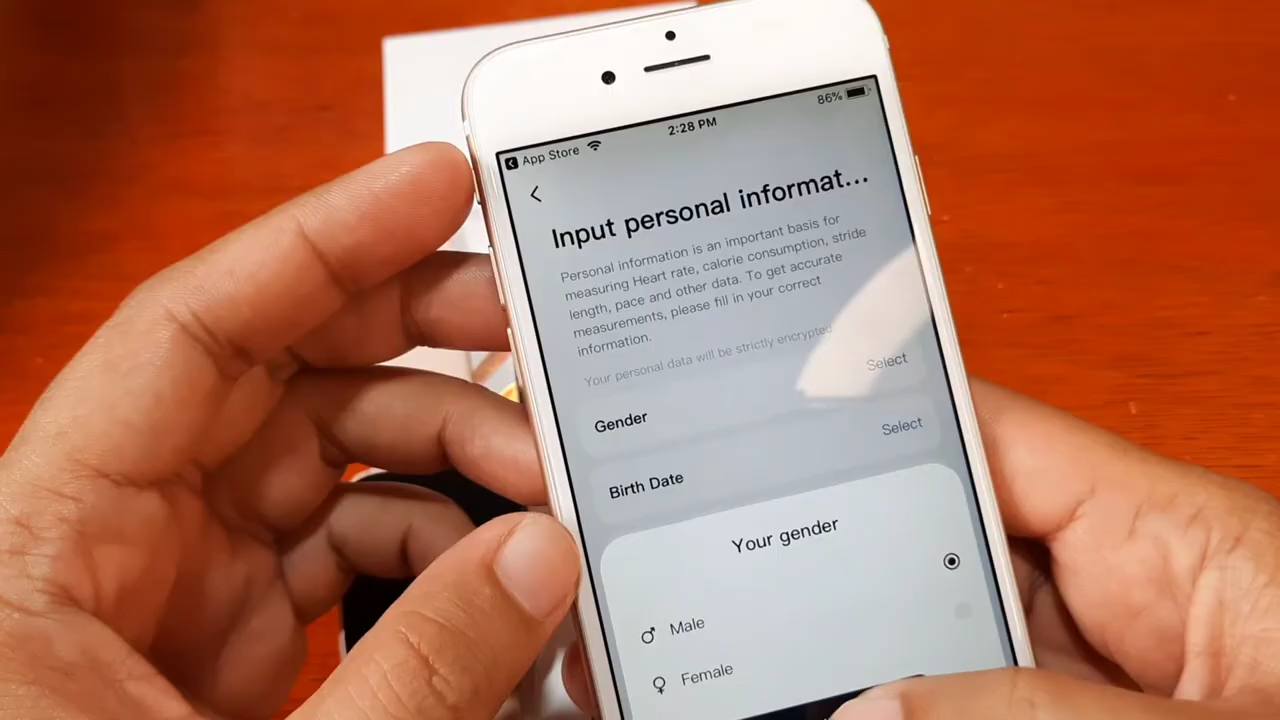 App Store
2:28 PM
86%
Input personal informat...
Personal information is an important basis for
measuring Heart rate, calorie consumption, stride
length, pace and other data. To get accurate
measurements, please fill in your correct
information.
Your personal data will be strictly encrypted
Gender Select
Birth Date Select
Your gender
Male
Female